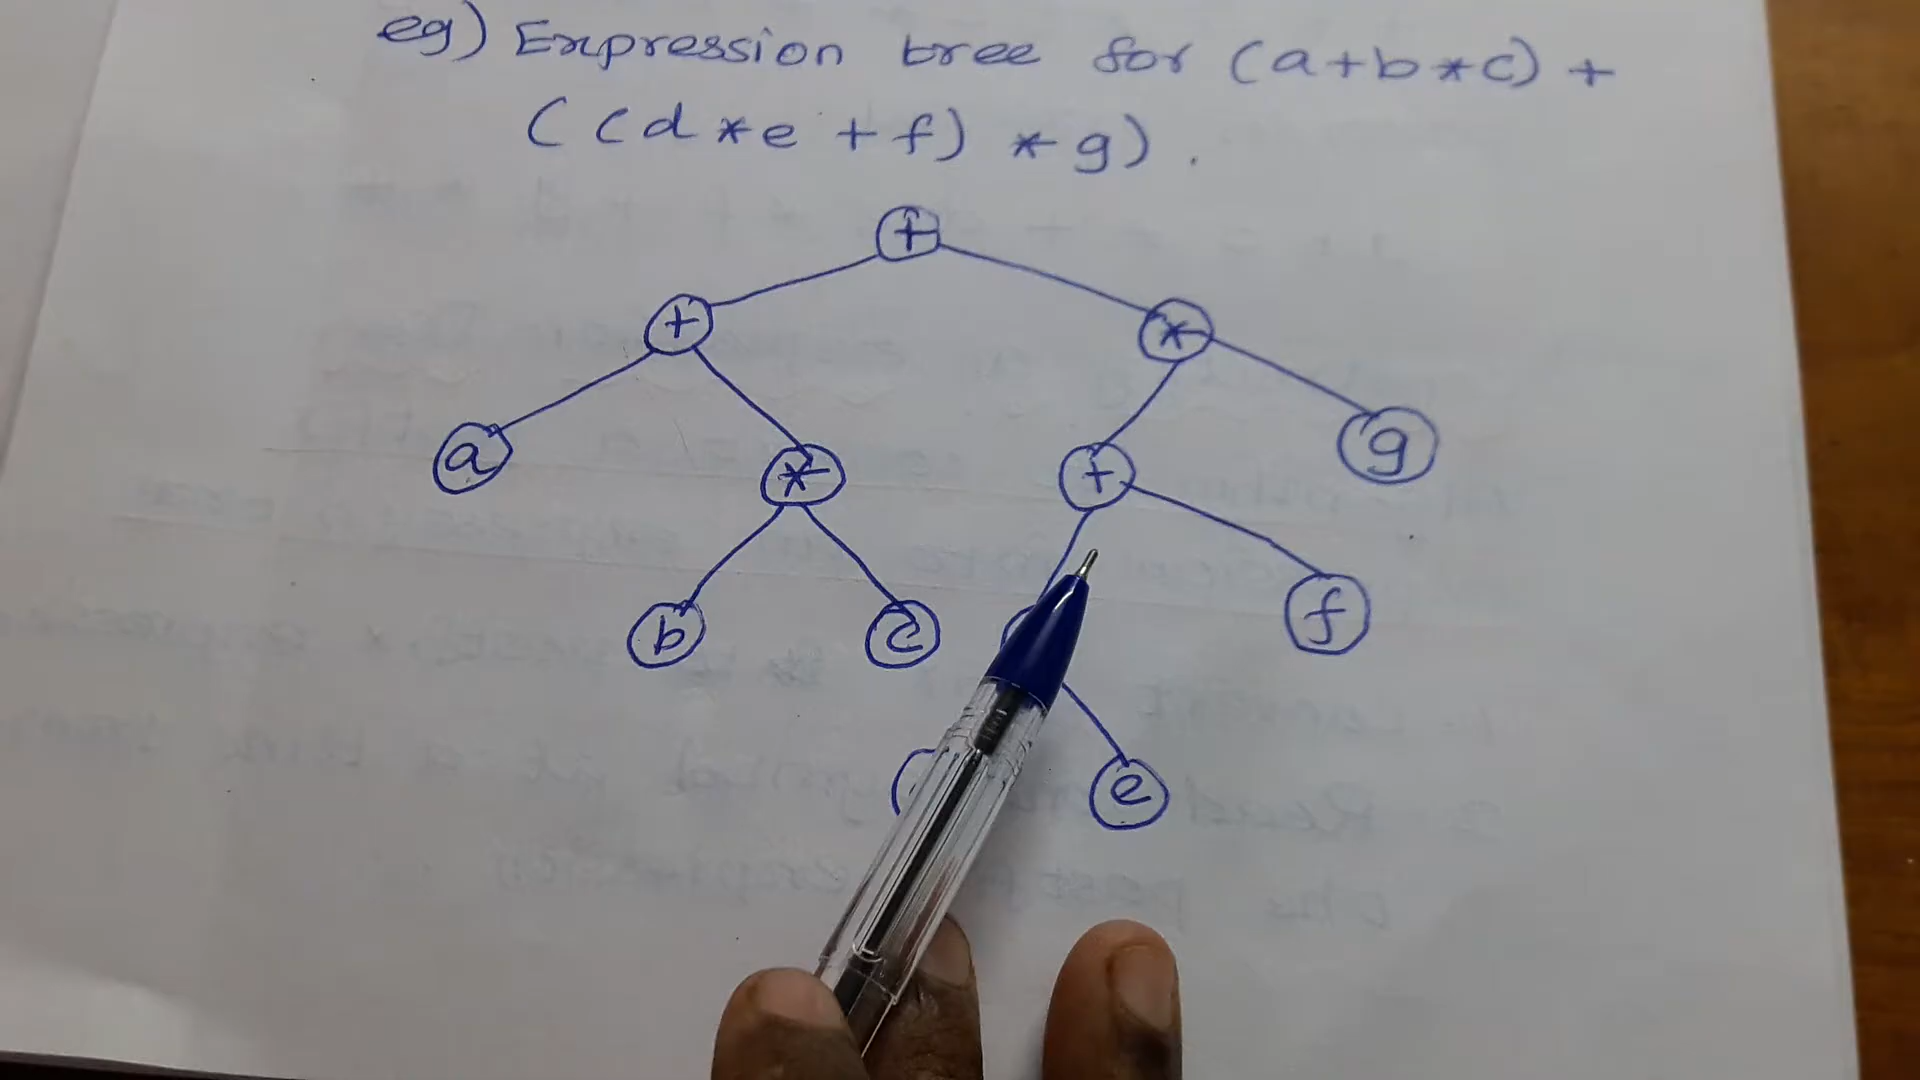 eg) Expression tree for (a+b*c) +
((d*e+f) *g).
+
+ *
a * + g
b c f
e